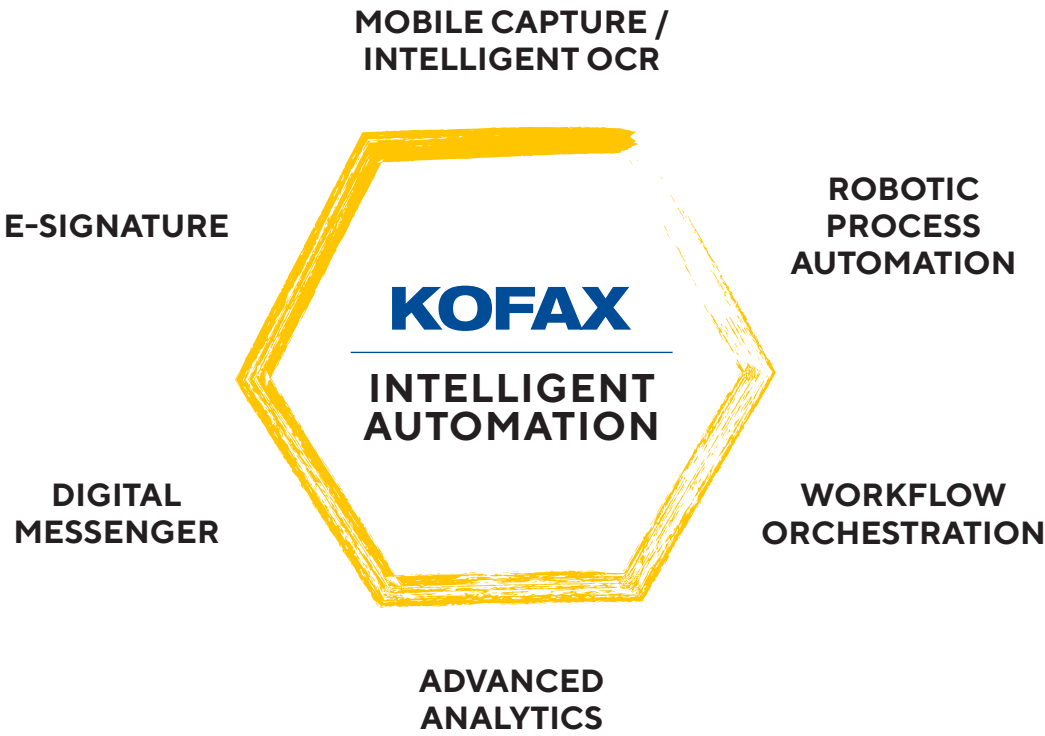 MOBILE CAPTURE /
INTELLIGENT OCR
ROBOTIC
PROCESS
AUTOMATION
E-SIGNATURE
KOFAX
INTELLIGENT
AUTOMATION
DIGITAL
MESSENGER
WORKFLOW
ORCHESTRATION
ADVANCED
ANALYTICS